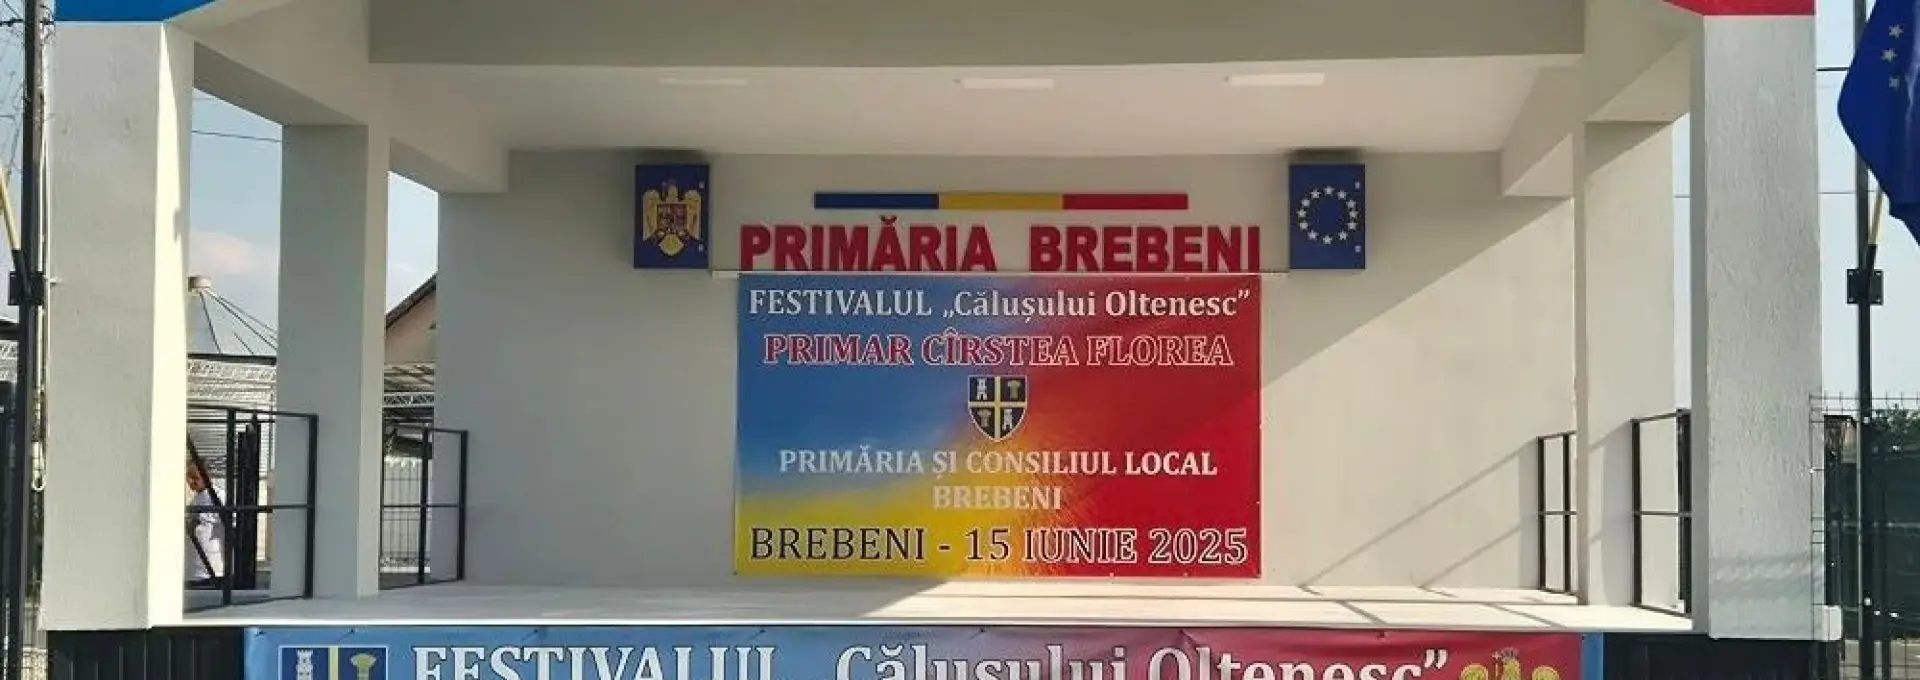 PRIMĂRIA BREBENI
FESTIVALUL „Călușului Oltenesc”
PRIMAR CÎRSTEA FLOREA
PRIMĂRIA ȘI CONSILIUL LOCAL
BREBENI
BREBENI - 15 IUNIE 2025
FESTIVALUL „Călușului Oltenesc”